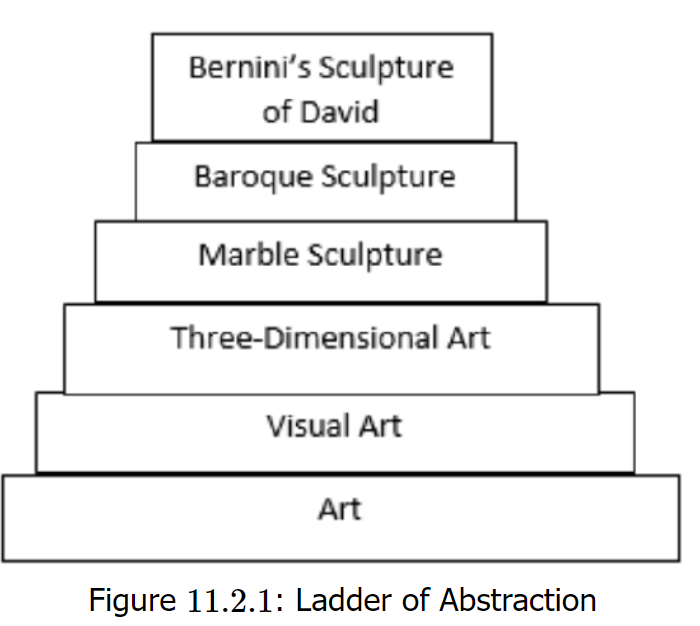 Bernini’s Sculpture
of David
Baroque Sculpture
Marble Sculpture
Three-Dimensional Art
Visual Art
Art
Figure 11.2.1: Ladder of Abstraction